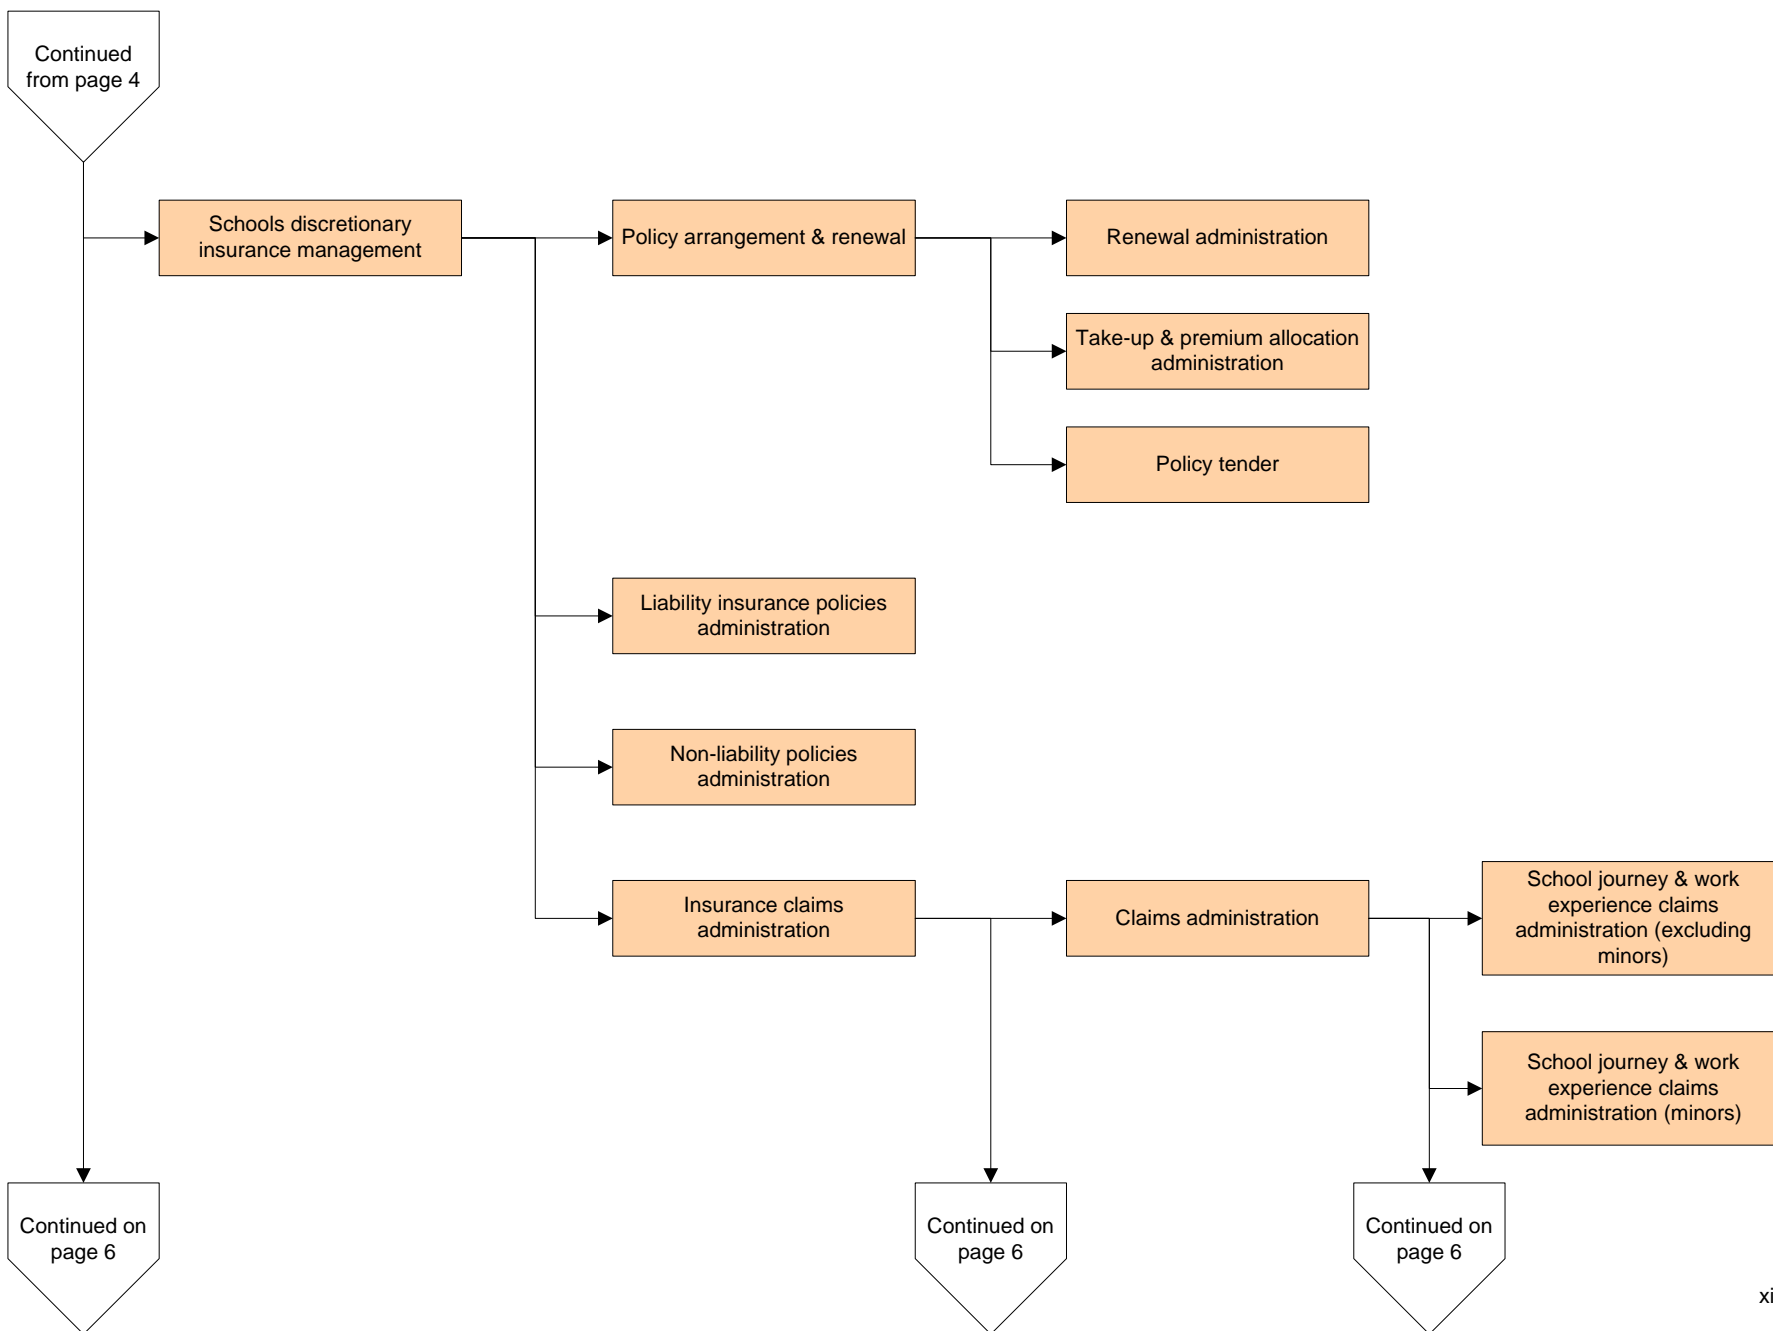 Continued
from page 4
Schools discretionary
insurance management
Policy arrangement & renewal
Renewal administration
Take-up & premium allocation
administration
Policy tender
Liability insurance policies
administration
Non-liability policies
administration
Insurance claims
administration
Claims administration
School journey & work
experience claims
administration (excluding
minors)
School journey & work
experience claims
administration (minors)
Continued on
page 6
Continued on
page 6
Continued on
page 6
xi